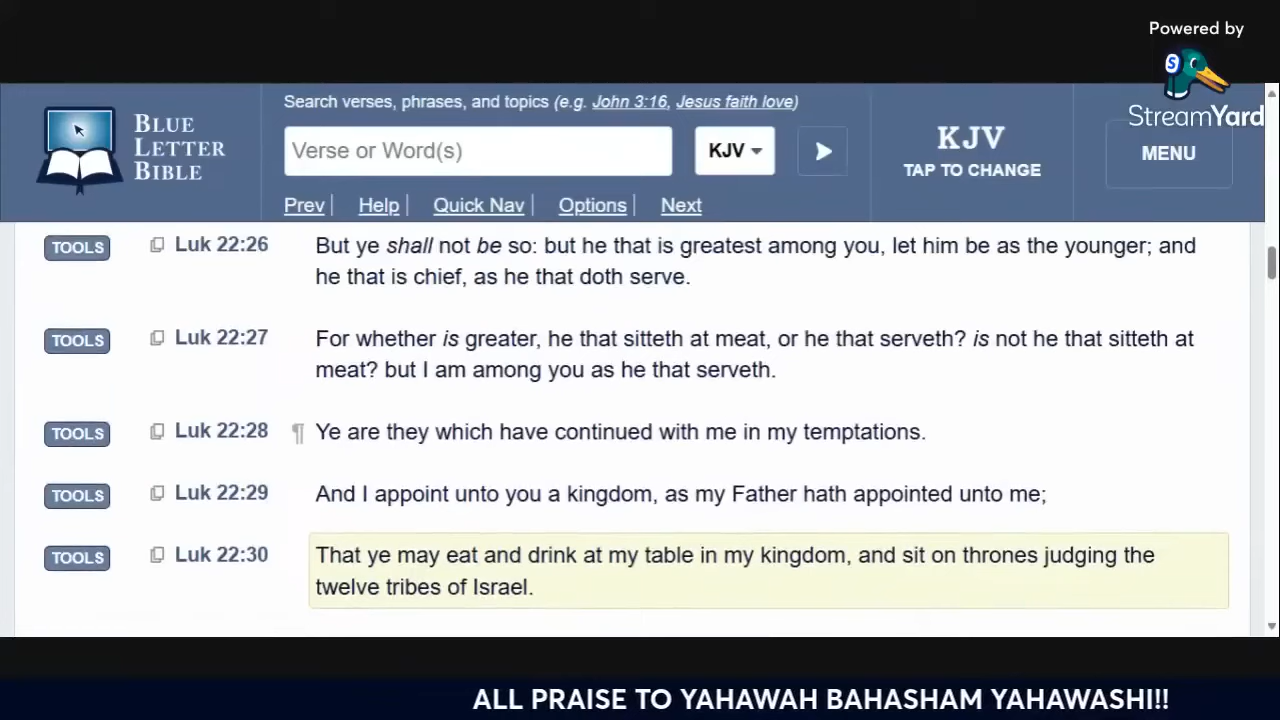 Powered by
StreamYard
Search verses, phrases, and topics (e.g. John 3:16, Jesus faith love)
BLUE
LETTER
BIBLE
Verse or Word(s)
KJV
KJV
TAP TO CHANGE
MENU
Prev | Help | Quick Nav | Options | Next
TOOLS Luk 22:26 But ye shall not be so: but he that is greatest among you, let him be as the younger; and
he that is chief, as he that doth serve.
TOOLS Luk 22:27 For whether is greater, he that sitteth at meat, or he that serveth? is not he that sitteth at
meat? but I am among you as he that serveth.
TOOLS Luk 22:28 ¶ Ye are they which have continued with me in my temptations.
TOOLS Luk 22:29 And I appoint unto you a kingdom, as my Father hath appointed unto me;
TOOLS Luk 22:30 That ye may eat and drink at my table in my kingdom, and sit on thrones judging the
twelve tribes of Israel.
ALL PRAISE TO YAHAWAH BAHASHAM YAHAWASHI!!